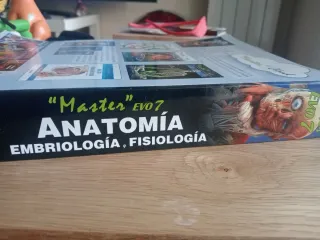 "Master" EVO 7
ANATOMÍA
EMBRIOLOGÍA, FISIOLOGÍA